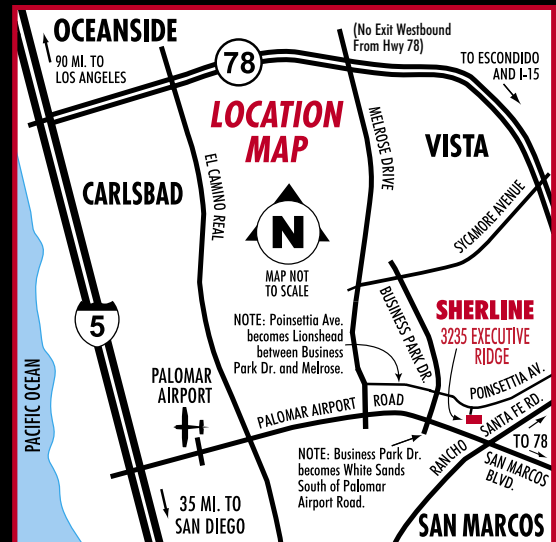 OCEANSIDE
90 MI. TO
LOS ANGELES
78
(No Exit Westbound
From Hwy 78)
TO ESCONDIDO
AND I-15
LOCATION
MAP
MELROSE DRIVE
VISTA
EL CAMINO REAL
CARLSBAD
SYCAMORE AVENUE
N
MAP NOT
TO SCALE
5
PACIFIC OCEAN
NOTE: Poinsettia Ave.
becomes Lionshead
between Business
Park Dr. and Melrose.
BUSINESS PARK DR.
SHERLINE
3235 EXECUTIVE
RIDGE
PALOMAR
AIRPORT
POINSETTIA AV.
PALOMAR AIRPORT ROAD
RANCHO SANTA FE RD.
TO 78
SAN MARCOS
BLVD.
NOTE: Business Park Dr.
becomes White Sands
South of Palomar
Airport Road.
35 MI. TO
SAN DIEGO
SAN MARCOS